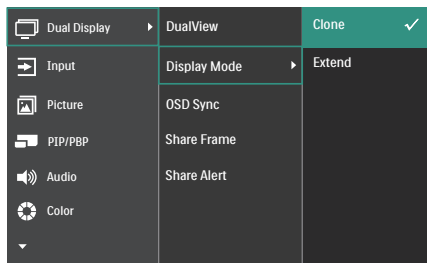 Dual Display
Input
Picture
PIP/PBP
Audio
Color
DualView
Display Mode
OSD Sync
Share Frame
Share Alert
Clone
Extend